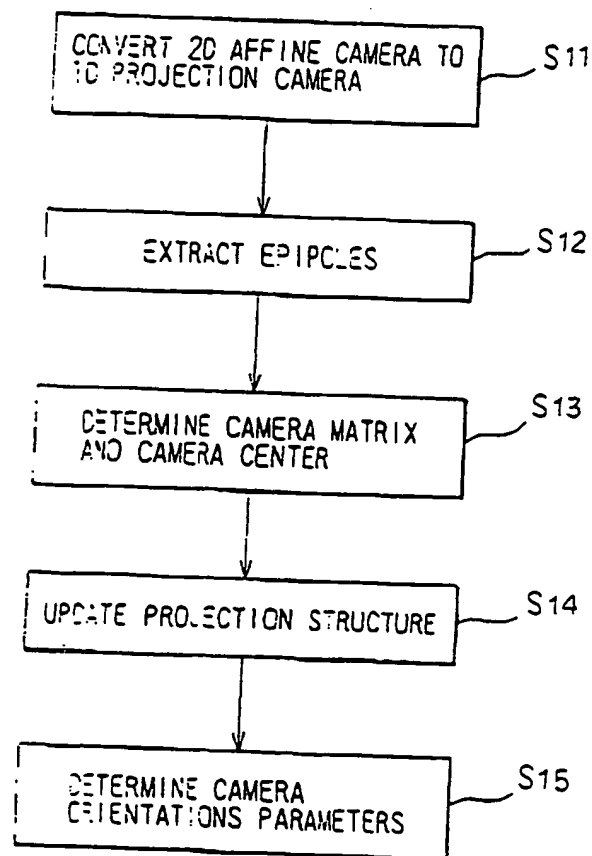 CONVERT 2D AFFINE CAMERA TO
1D PROJECTION CAMERA
S11
EXTRACT EPIPOLES
S12
DETERMINE CAMERA MATRIX
AND CAMERA CENTER
S13
UPDATE PROJECTION STRUCTURE
S14
DETERMINE CAMERA
ORIENTATIONS PARAMETERS
S15